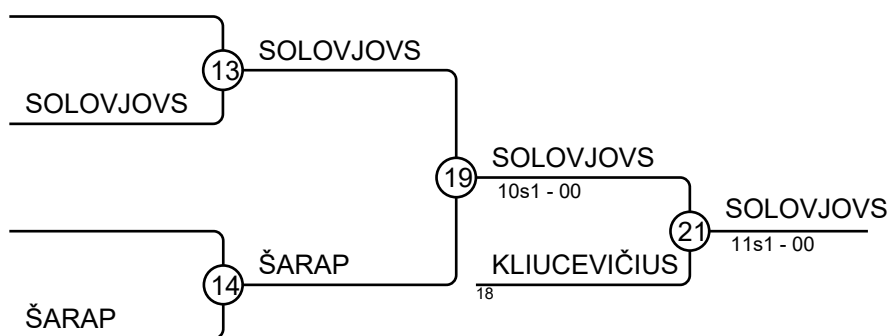 SOLOVJOVS
13
SOLOVJOVS
ŠARAP
14
ŠARAP
19
SOLOVJOVS
10s1 - 00
KLIUCEVIČIUS
18
21
SOLOVJOVS
11s1 - 00